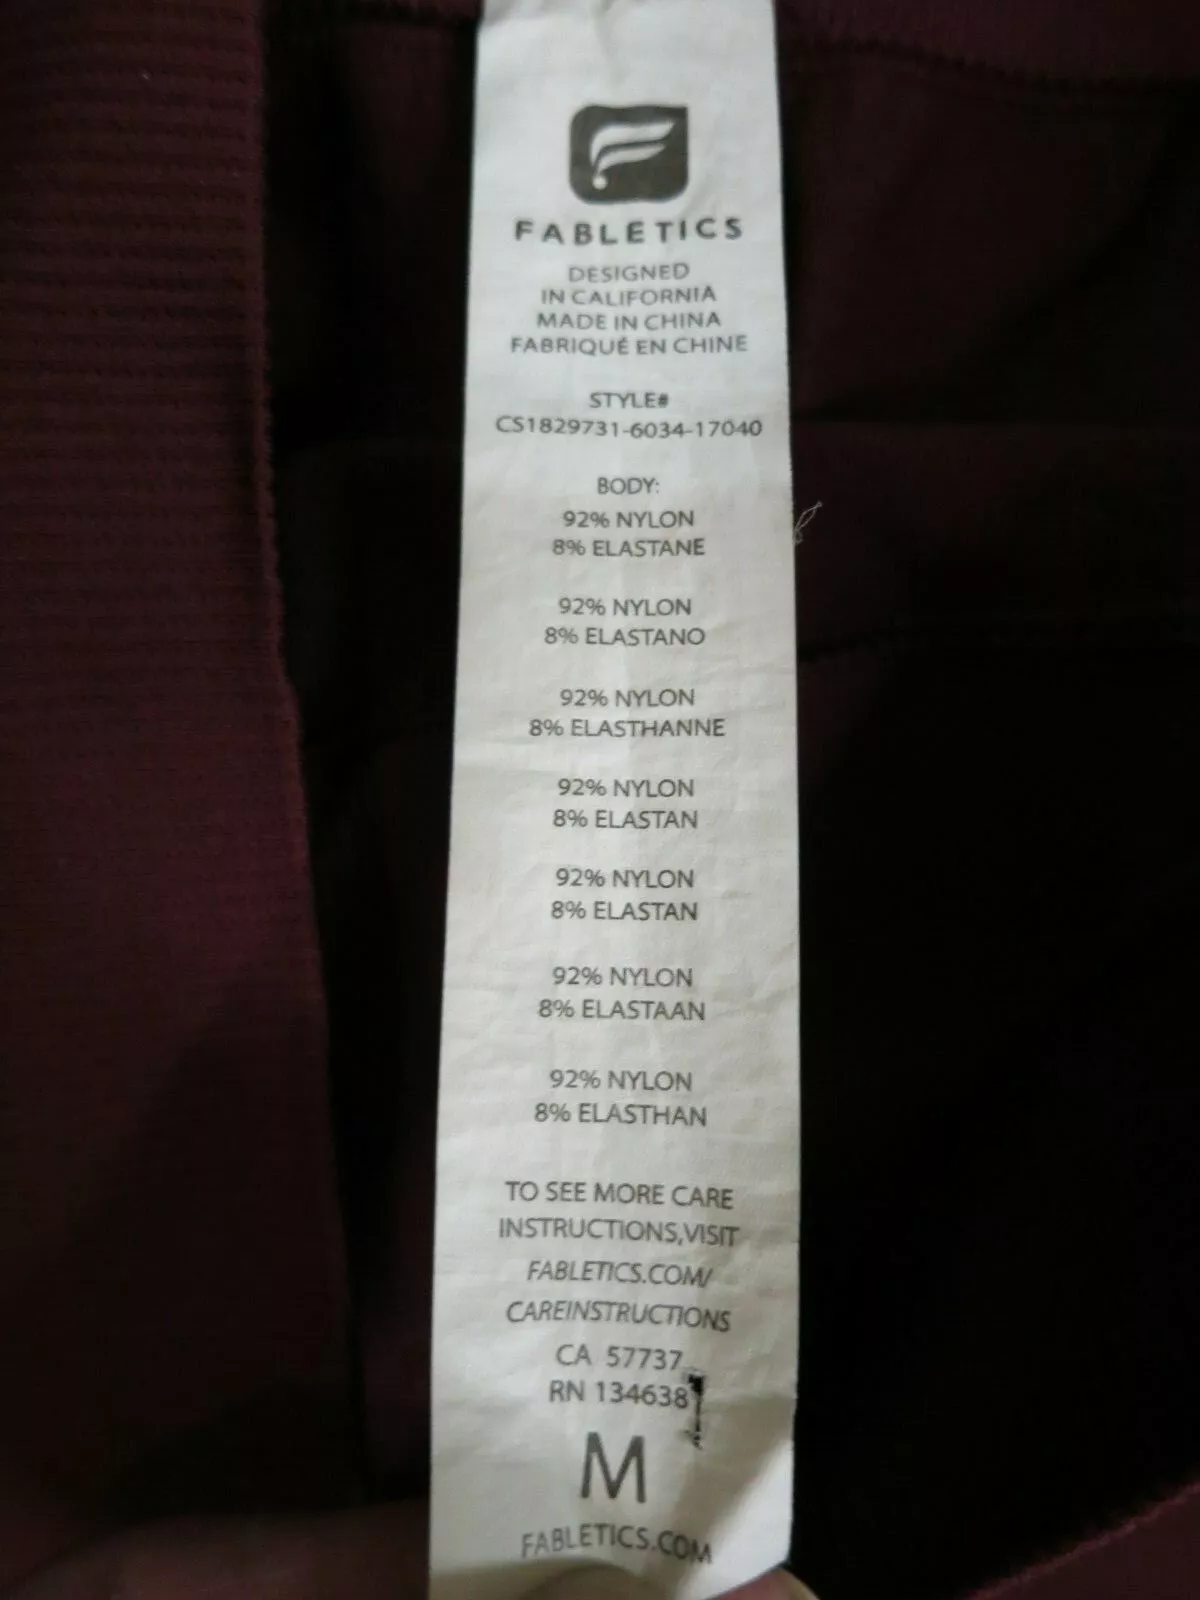 FABLETICS
DESIGNED
IN CALIFORNIA
MADE IN CHINA
FABRIQUÉ EN CHINE
STYLE#
CS1829731-6034-17040
BODY:
92% NYLON
8% ELASTANE
92% NYLON
8% ELASTANO
92% NYLON
8% ELASTHANNE
92% NYLON
8% ELASTAN
92% NYLON
8% ELASTAN
92% NYLON
8% ELASTAAN
92% NYLON
8% ELASTHAN
TO SEE MORE CARE
INSTRUCTIONS,VISIT
FABLETICS.COM/
CAREINSTRUCTIONS
CA 57737
RN 134638
M
FABLETICS.COM